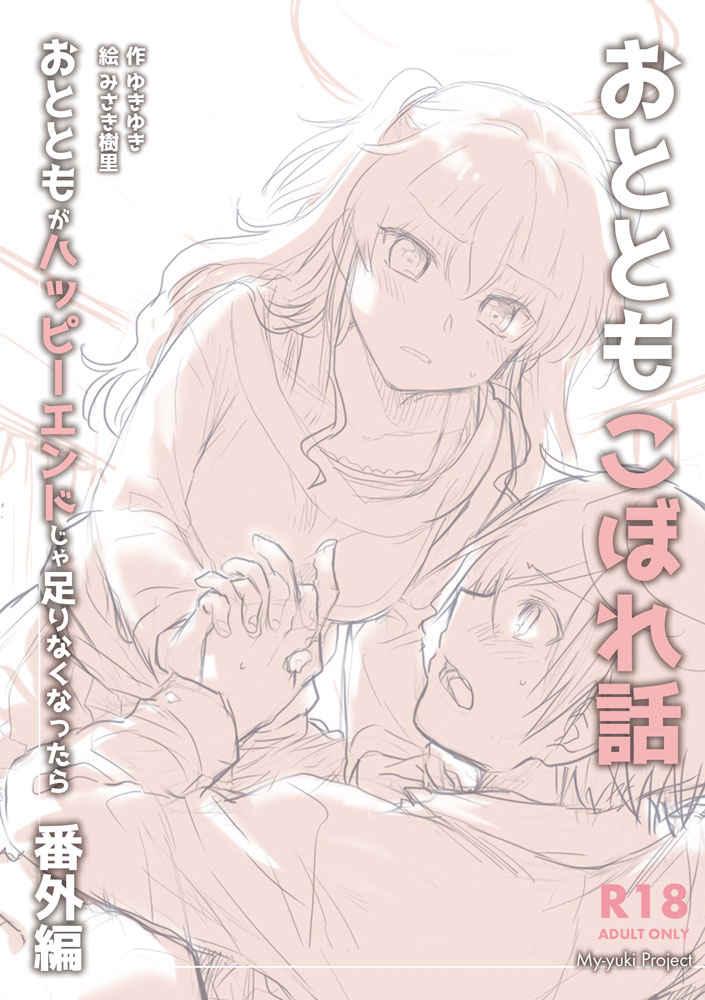 おととも こぼれ話
作 ゆきゆき
絵 みさき樹里
おとともがハッピーエンドじゃ足りなくなったら 番外編
R18
ADULT ONLY
My-yuki Project